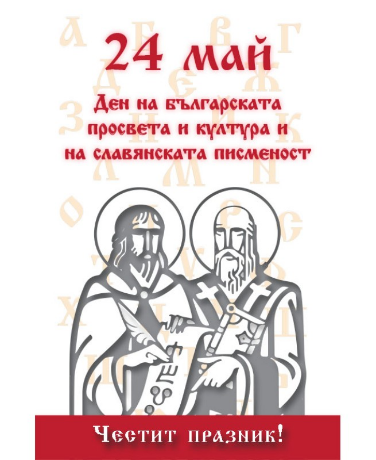 24 май
Ден на българската
просвета и култура и
на славянската писменост
Честит празник!